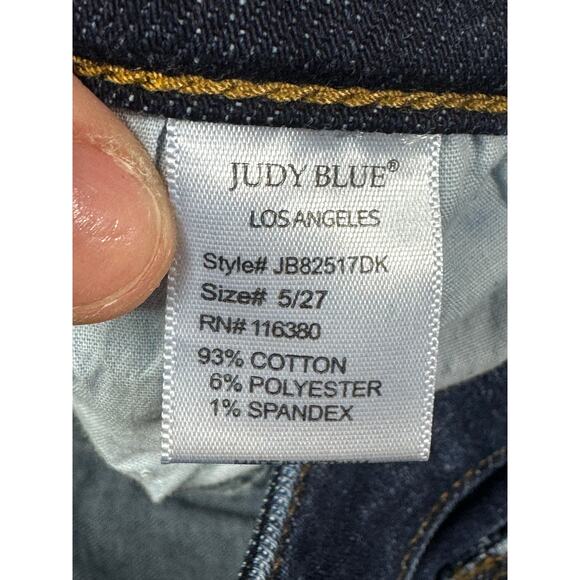 JUDY BLUE®
LOS ANGELES
Style# JB82517DK
Size# 5/27
RN# 116380
93% COTTON
6% POLYESTER
1% SPANDEX